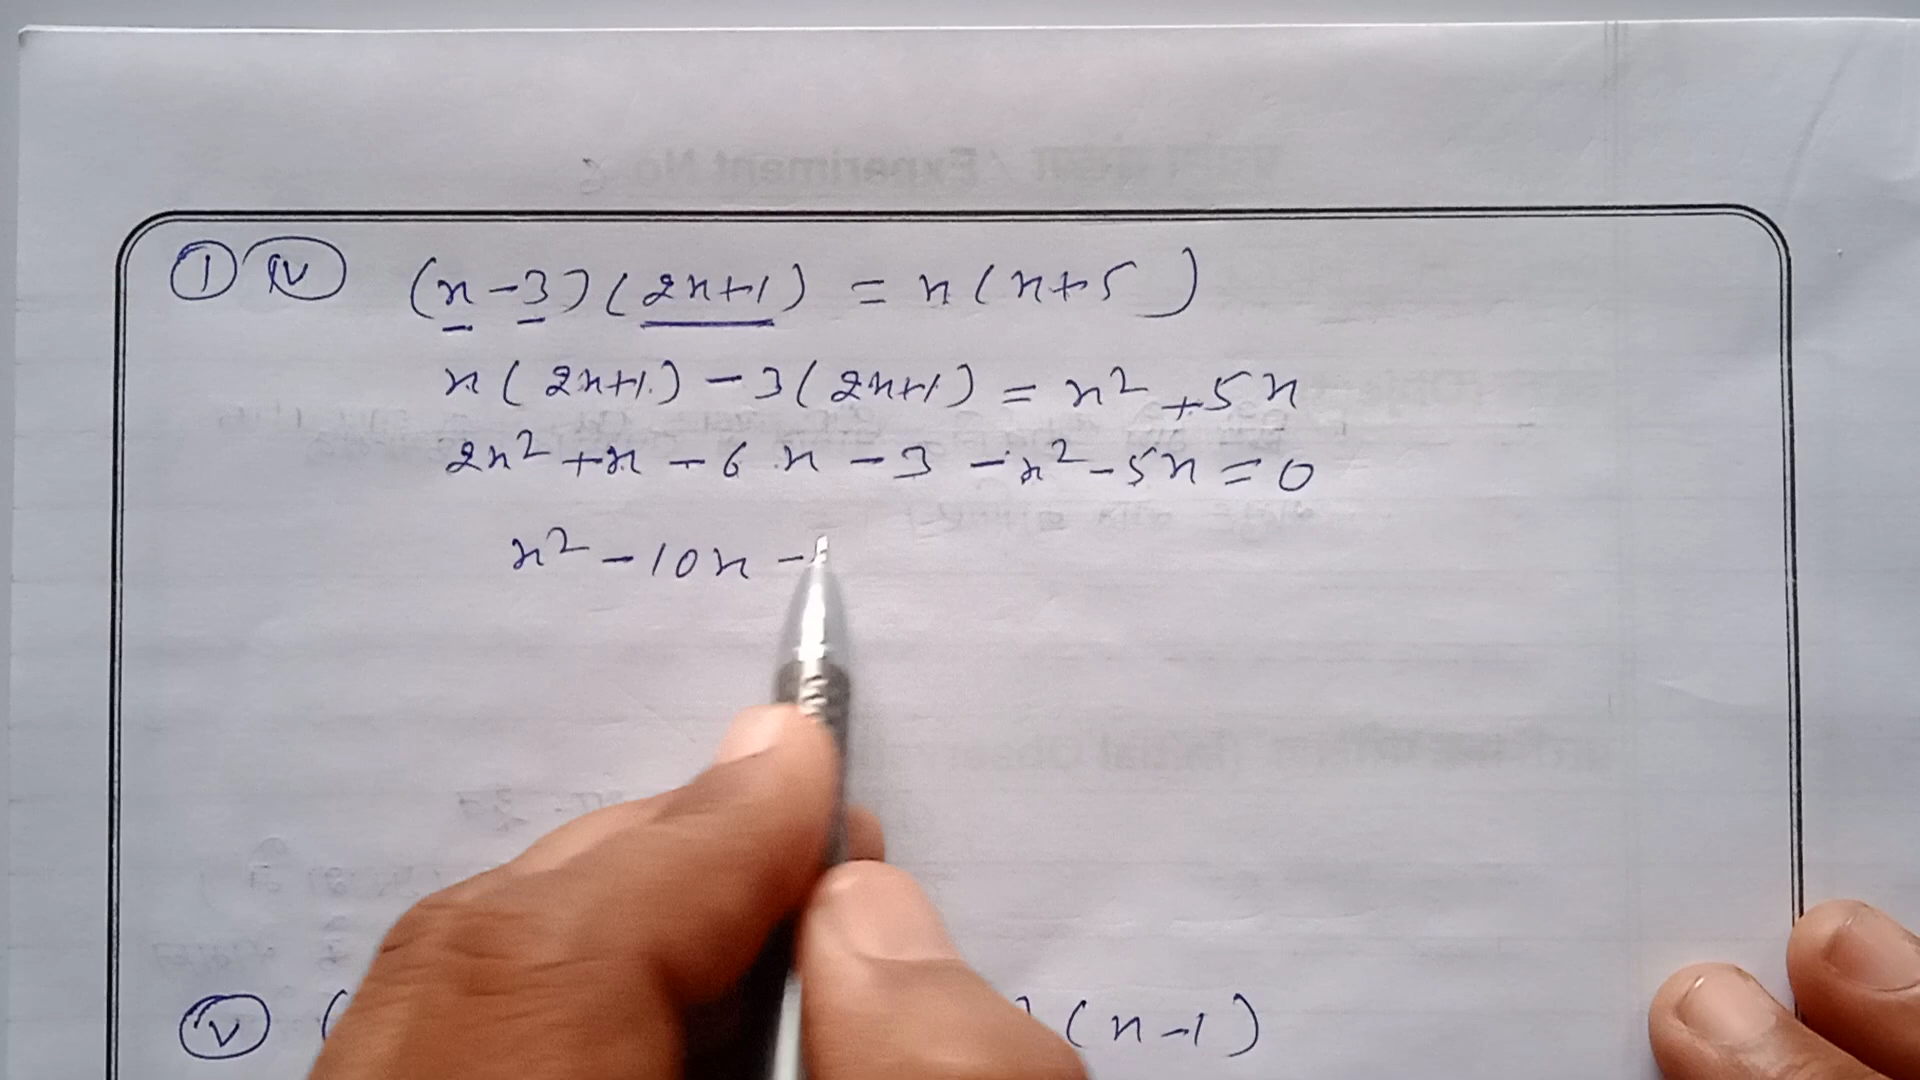 ① ⓘⓥ (x-3)(2x+1) = x(x+5)
x(2x+1)-3(2x+1) = x²+5x
2x²+x-6x-3-x²-5x=0
x²-10x-
ⓥ ( (x-1)